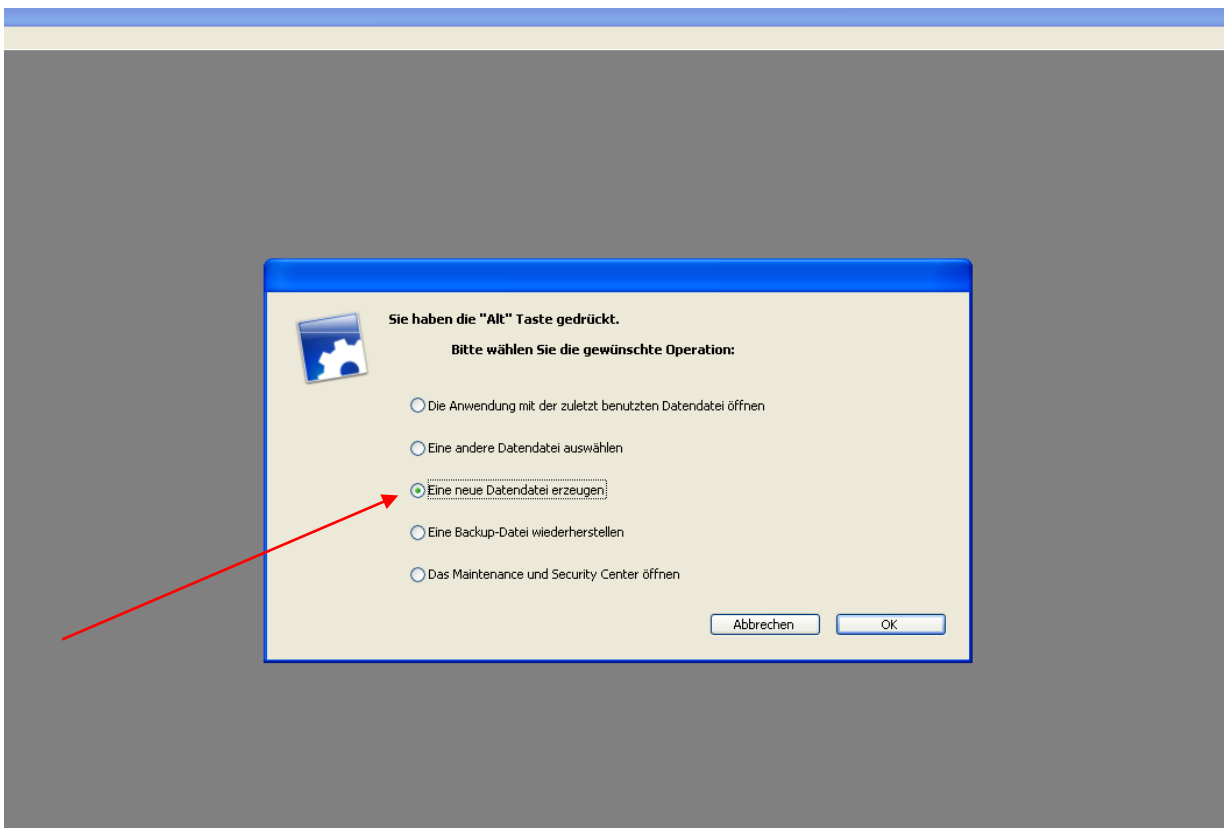 Sie haben die "Alt" Taste gedrückt.
Bitte wählen Sie die gewünschte Operation:
Die Anwendung mit der zuletzt benutzten Datendatei öffnen
Eine andere Datendatei auswählen
Eine neue Datendatei erzeugen
Eine Backup-Datei wiederherstellen
Das Maintenance und Security Center öffnen
Abbrechen OK